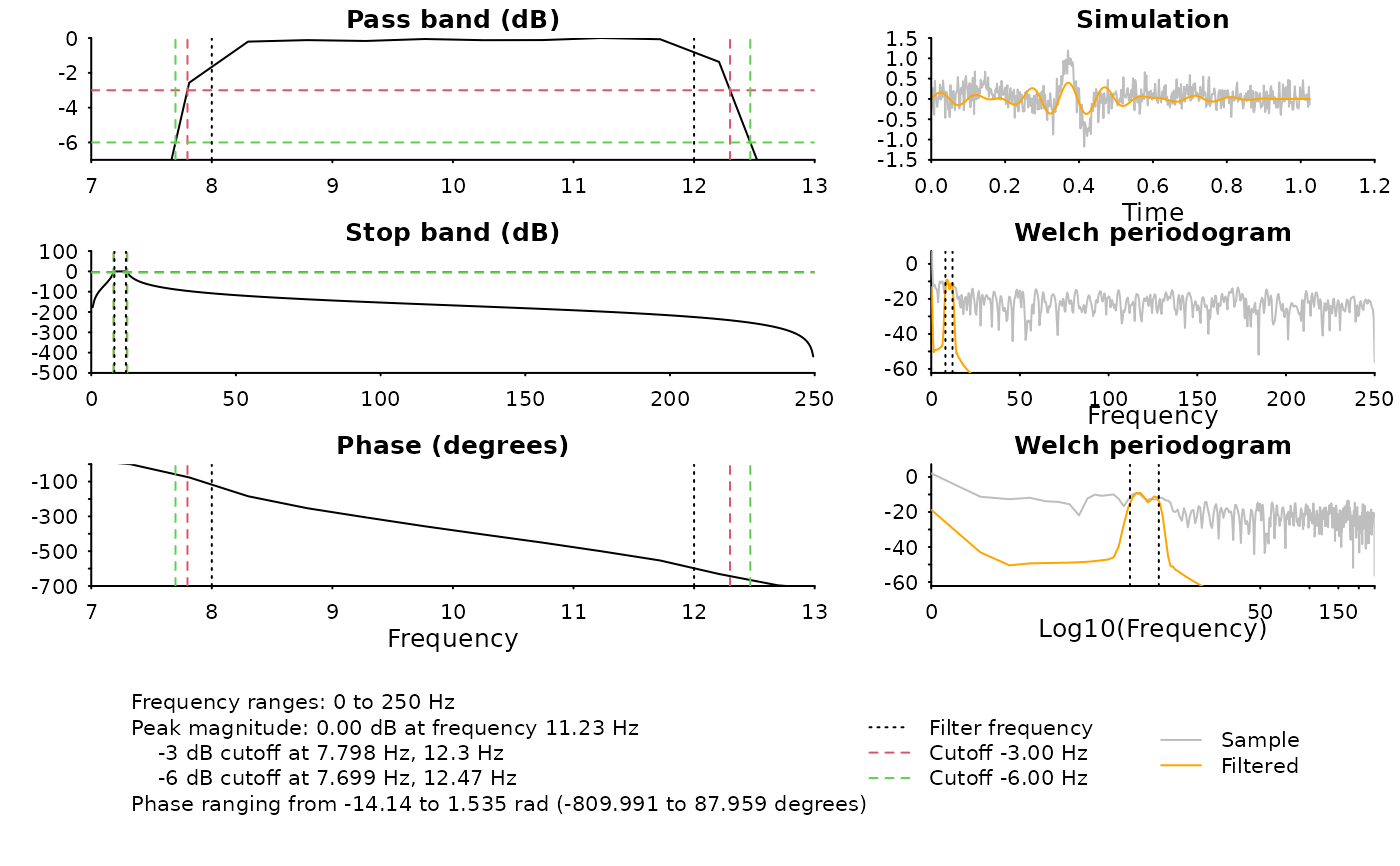 Pass band (dB)
0
-2
-4
-6
7 8 9 10 11 12 13
Simulation
1.5
1.0
0.5
0.0
-0.5
-1.0
-1.5
0.0 0.2 0.4 0.6 0.8 1.0 1.2
Time
Stop band (dB)
100
0
-100
-200
-300
-400
-500
0 50 100 150 200 250
Welch periodogram
0
-20
-40
-60
0 50 100 150 200 250
Frequency
Phase (degrees)
-100
-300
-500
-700
7 8 9 10 11 12 13
Frequency
Welch periodogram
0
-20
-40
-60
0 50 150
Log10(Frequency)
Frequency ranges: 0 to 250 Hz
Peak magnitude: 0.00 dB at frequency 11.23 Hz
-3 dB cutoff at 7.798 Hz, 12.3 Hz
-6 dB cutoff at 7.699 Hz, 12.47 Hz
Phase ranging from -14.14 to 1.535 rad (-809.991 to 87.959 degrees)
Filter frequency
Cutoff -3.00 Hz
Cutoff -6.00 Hz
Sample
Filtered